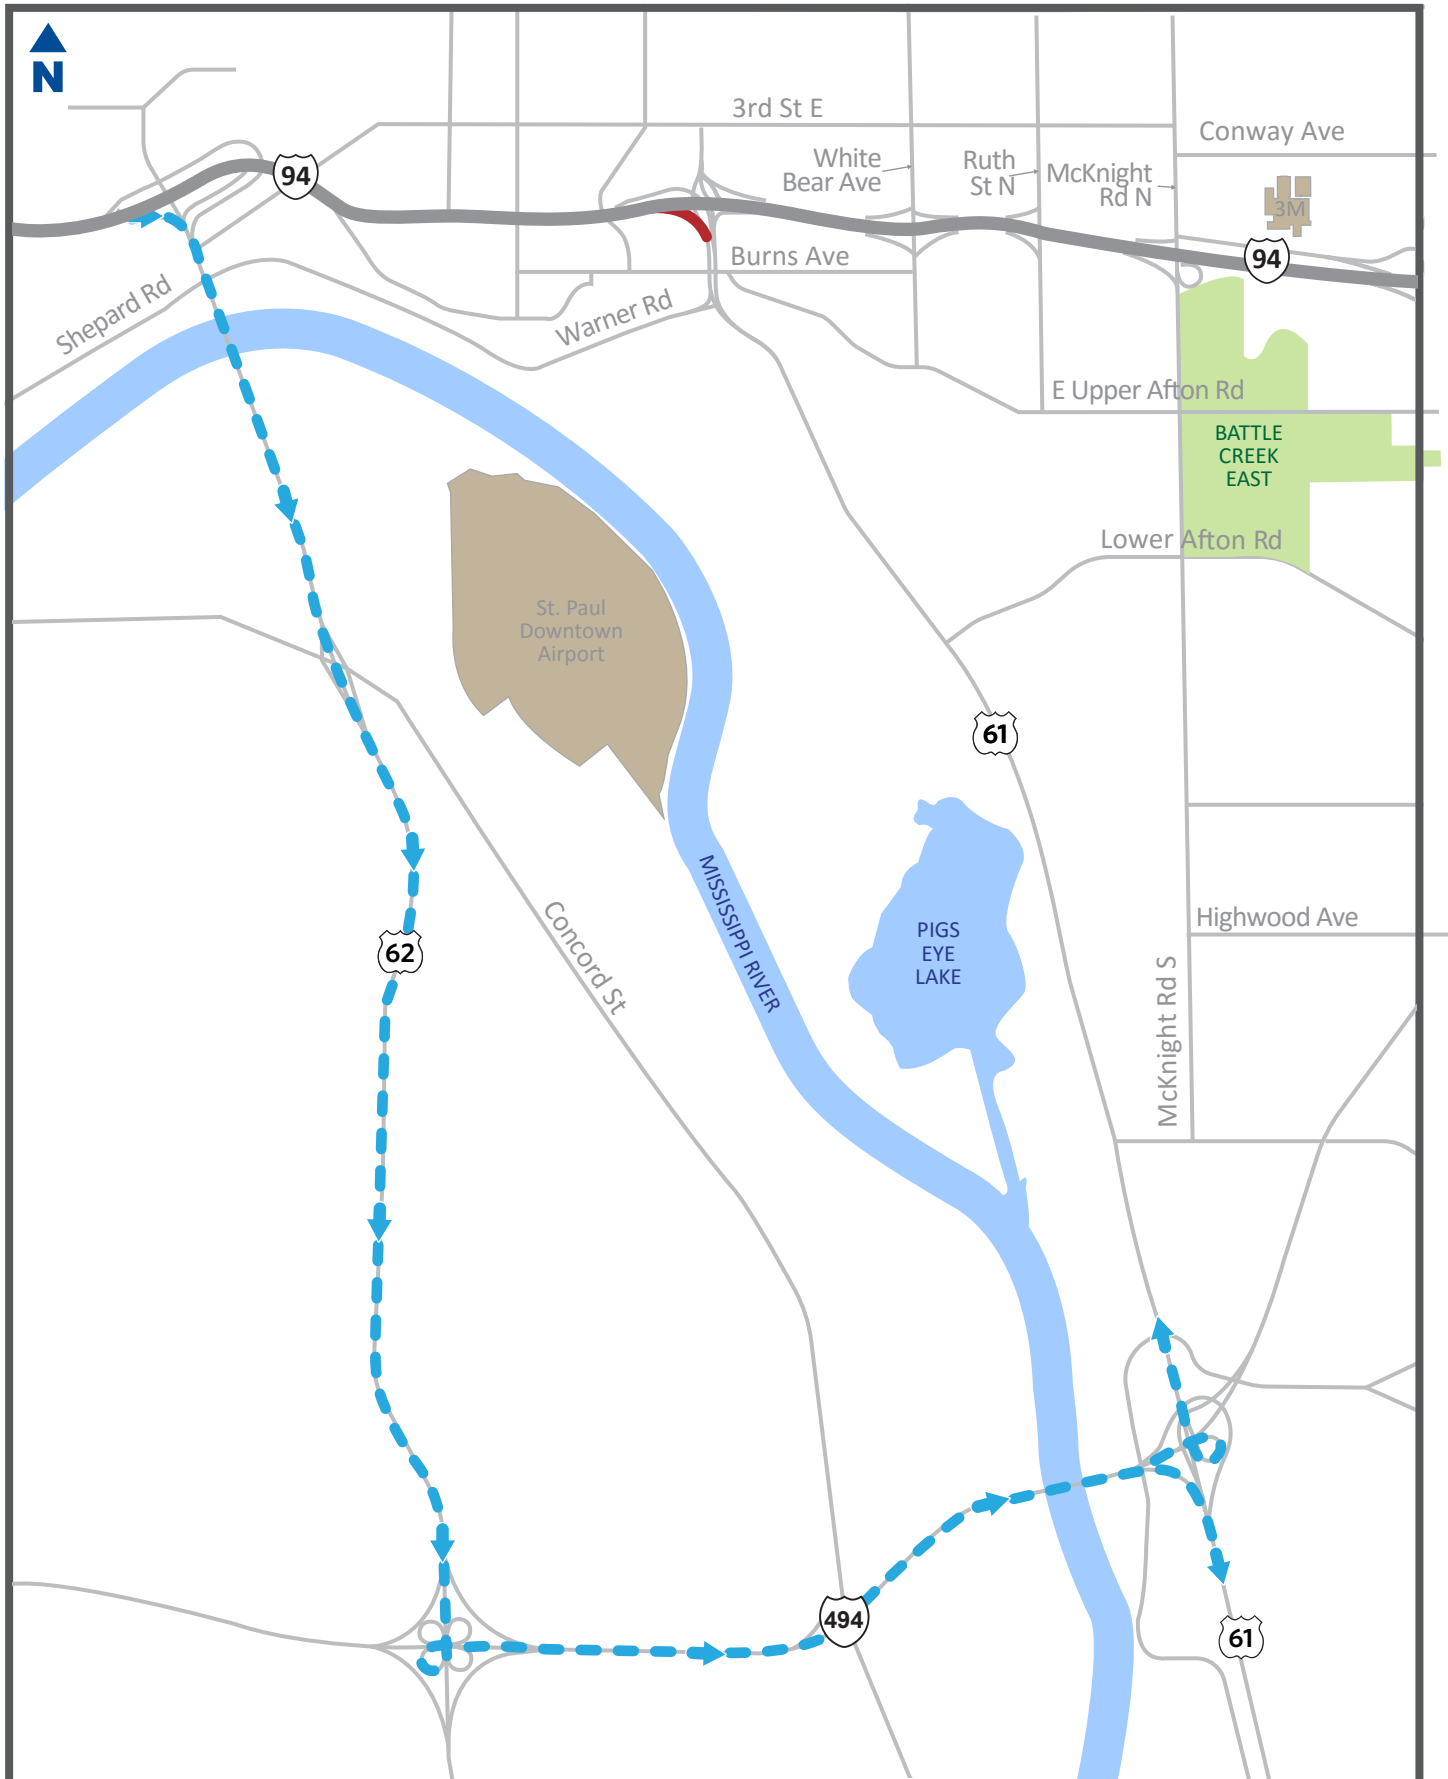 N
3rd St E
Conway Ave
White
Bear Ave
Ruth
St N
McKnight
Rd N
94
3M
Burns Ave
94
Shepard Rd
Warner Rd
E Upper Afton Rd
BATTLE
CREEK
EAST
Lower Afton Rd
St. Paul
Downtown
Airport
61
MISSISSIPPI RIVER
Concord St
Highwood Ave
PIGS
EYE
LAKE
62
McKnight Rd S
494
61